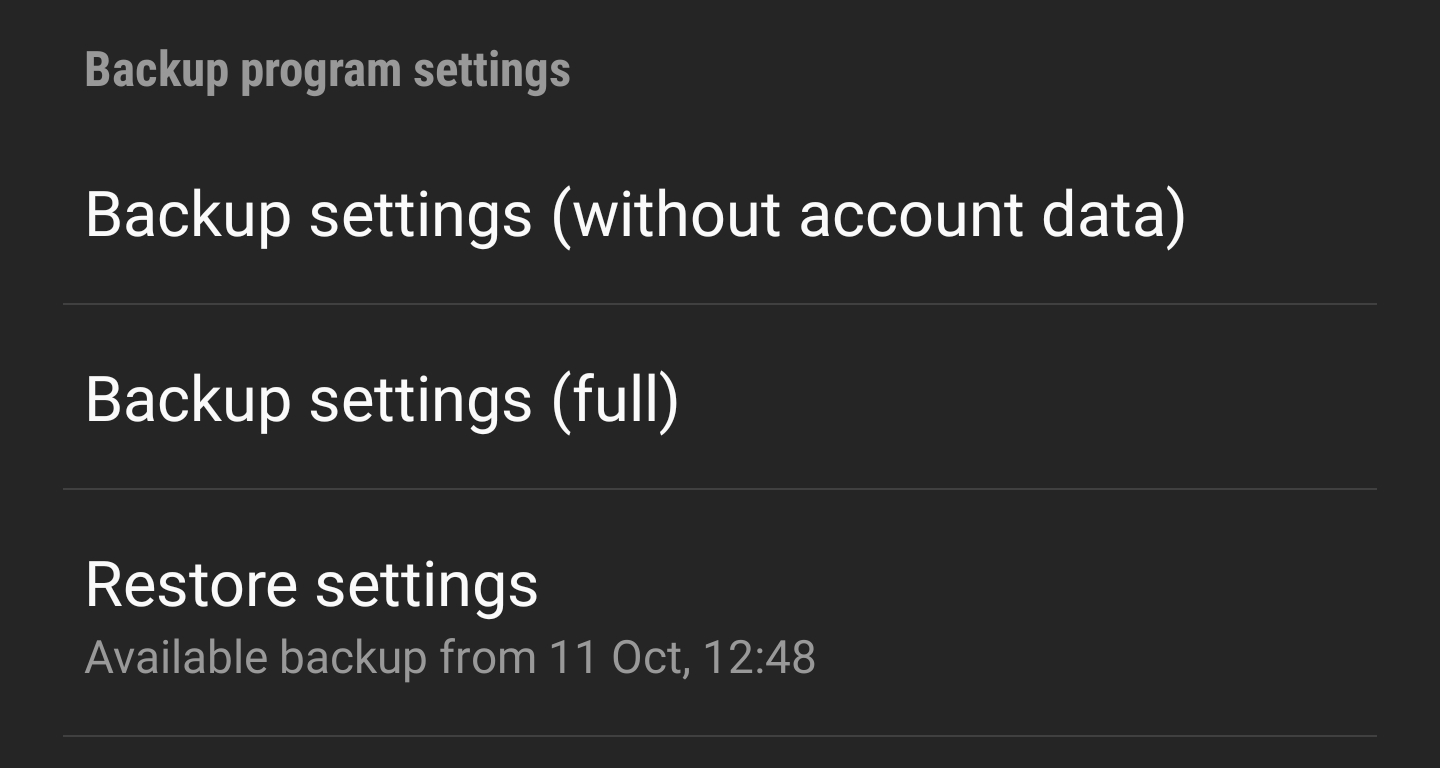 Backup program settings
Backup settings (without account data)
Backup settings (full)
Restore settings
Available backup from 11 Oct, 12:48